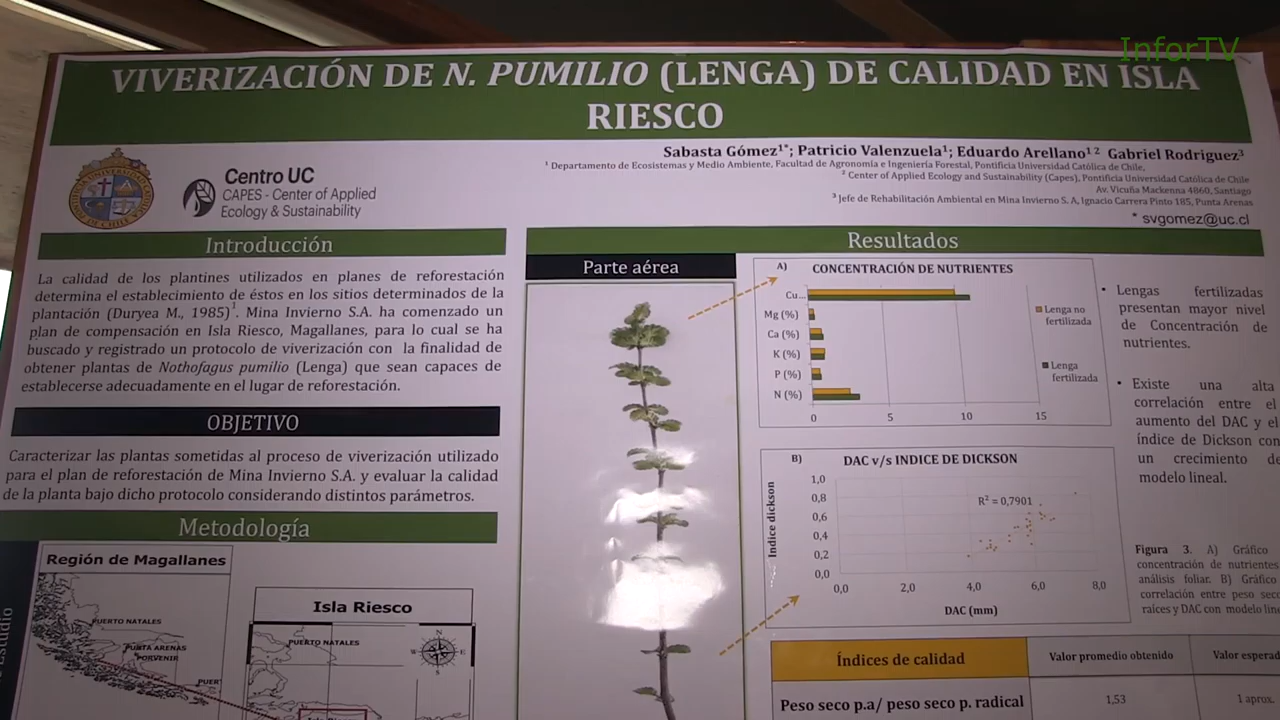 InforTV
VIVERIZACIÓN DE N. PUMILIO (LENGA) DE CALIDAD EN ISLA
RIESCO
Sabasta Gómez¹*; Patricio Valenzuela¹; Eduardo Arellano¹ ² Gabriel Rodriguez³
¹ Departamento de Ecosistemas y Medio Ambiente, Facultad de Agronomía e Ingeniería Forestal, Pontificia Universidad Católica de Chile,
² Center of Applied Ecology and Sustainability (Capes), Pontificia Universidad Católica de Chile
Av. Vicuña Mackenna 4860, Santiago
³ Jefe de Rehabilitación Ambiental en Mina Invierno S. A, Ignacio Carrera Pinto 185, Punta Arenas
* svgomez@uc.cl
Centro UC
CAPES - Center of Applied
Ecology & Sustainability
Introducción
La calidad de los plantines utilizados en planes de reforestación
determina el establecimiento de éstos en los sitios determinados de la
plantación (Duryea M., 1985)¹. Mina Invierno S.A. ha comenzado un
plan de compensación en Isla Riesco, Magallanes, para lo cual se ha
buscado y registrado un protocolo de viverización con la finalidad de
obtener plantas de Nothofagus pumilio (Lenga) que sean capaces de
establecerse adecuadamente en el lugar de reforestación.
OBJETIVO
Caracterizar las plantas sometidas al proceso de viverización utilizado
para el plan de reforestación de Mina Invierno S.A. y evaluar la calidad
de la planta bajo dicho protocolo considerando distintos parámetros.
Metodología
Estudio
Región de Magallanes
PUERTO NATALES
PUNTA ARENAS
PORVENIR
PUER
Isla Riesco
PUERTO NATALES
N
W
E
S
Resultados
Parte aérea
A) CONCENTRACIÓN DE NUTRIENTES
Cu...
Mg (%)
Ca (%)
K (%)
P (%)
N (%)
0 5 10 15
Lenga no
fertilizada
Lenga
fertilizada
B) DAC v/s INDICE DE DICKSON
Indice dickson
1,0
0,8
0,6
0,4
0,2
0,0
R² = 0,7901
0,0 2,0 4,0 6,0 8,0
DAC (mm)
• Lengas fertilizadas
presentan mayor nivel
de Concentración de
nutrientes.
• Existe una alta
correlación entre el
aumento del DAC y el
índice de Dickson con
un crecimiento de
modelo lineal.
Figura 3. A) Gráfico
concentración de nutrientes
análisis foliar. B) Gráfico
correlación entre peso seco
raíces y DAC con modelo lin
Índices de calidad Valor promedio obtenido Valor esperad
Peso seco p.a/ peso seco p. radical 1,53 1 aprox.